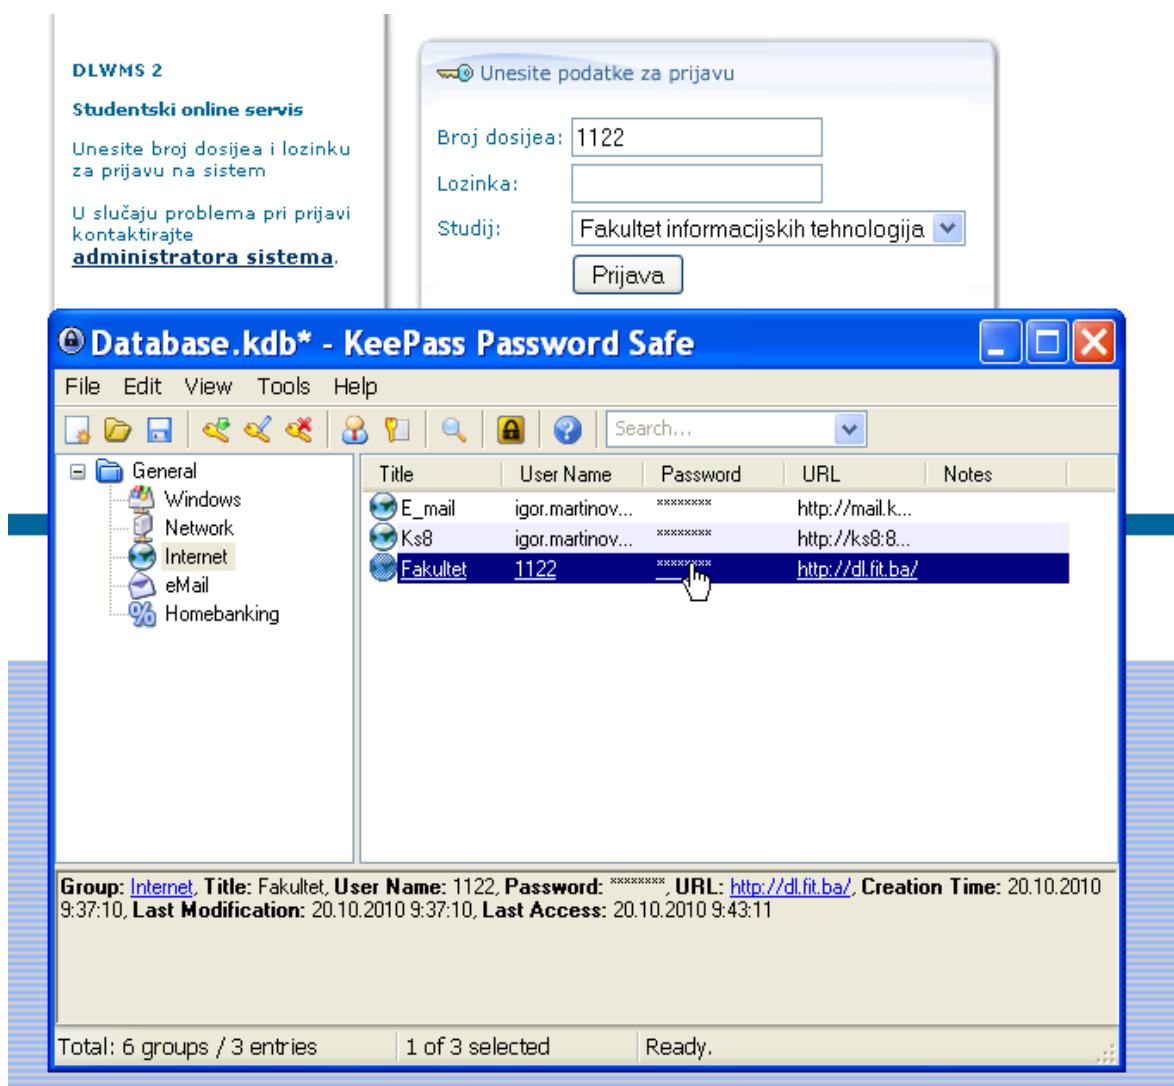 DLWMS 2
Studentski online servis
Unesite broj dosijea i lozinku
za prijavu na sistem
U slučaju problema pri prijavi
kontaktirajte
administratora sistema.
Unesite podatke za prijavu
Broj dosijea: 1122
Lozinka:
Studij: Fakultet informacijskih tehnologija
Prijava
Database.kdb* - KeePass Password Safe
File Edit View Tools Help
Search...
General
Windows
Network
Internet
eMail
Homebanking
Title User Name Password URL Notes
E_mail igor.martinov... ******** http://mail.k...
Ks8 igor.martinov... ******** http://ks8:8...
Fakultet 1122 ******** http://dl.fit.ba/
Group: Internet, Title: Fakultet, User Name: 1122, Password: ********, URL: http://dl.fit.ba/, Creation Time: 20.10.2010
9:37:10, Last Modification: 20.10.2010 9:37:10, Last Access: 20.10.2010 9:43:11
Total: 6 groups / 3 entries 1 of 3 selected Ready.